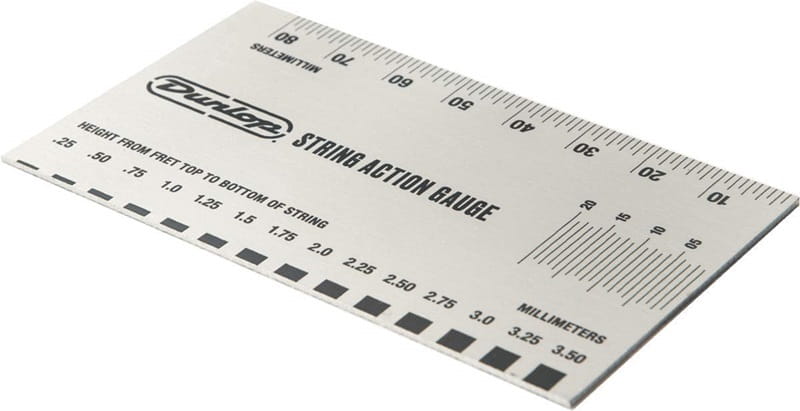 80 70 60 50 40 30 20 10
MILLIMETERS
Dunlop
STRING ACTION GAUGE
20 15 10 05
HEIGHT FROM FRET TOP TO BOTTOM OF STRING
MILLIMETERS
.25 .50 .75 1.0 1.25 1.5 1.75 2.0 2.25 2.50 2.75 3.0 3.25 3.50